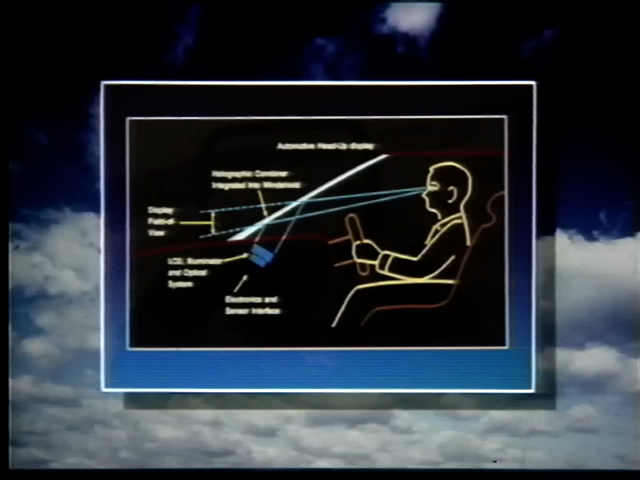 Automotive Head-Up display
Holographic Combiner
Integrated Into Windshield
Display
Field-of-
View
LCD, Illuminator
and Optical
System
Electronics and
Sensor Interface